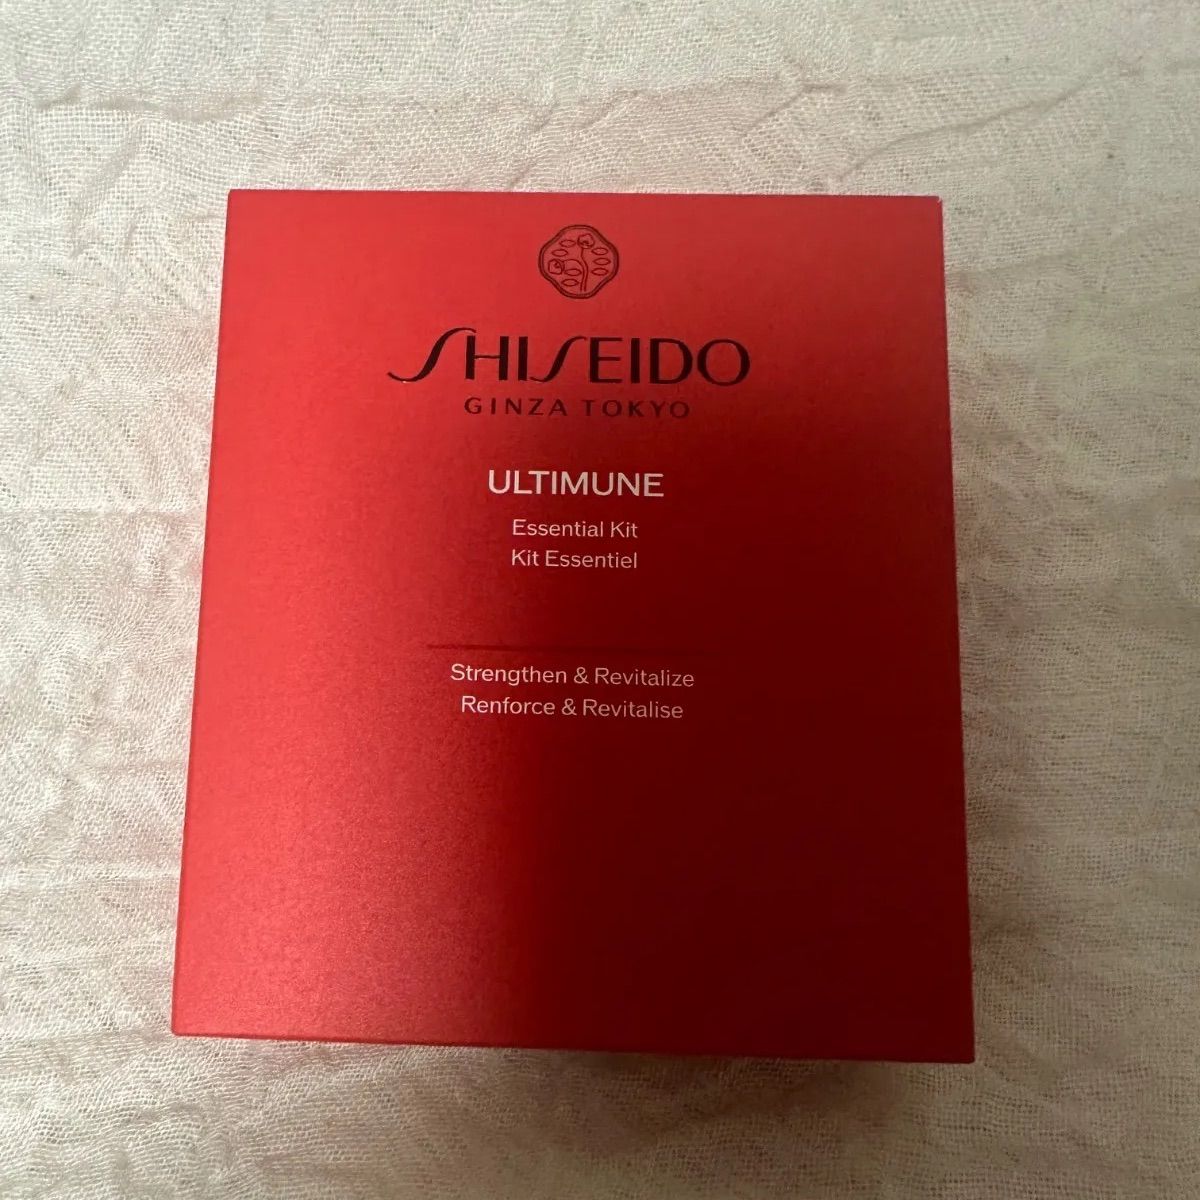 SHISEIDO
GINZA TOKYO
ULTIMUNE
Essential Kit
Kit Essentiel
Strengthen & Revitalize
Renforce & Revitalise